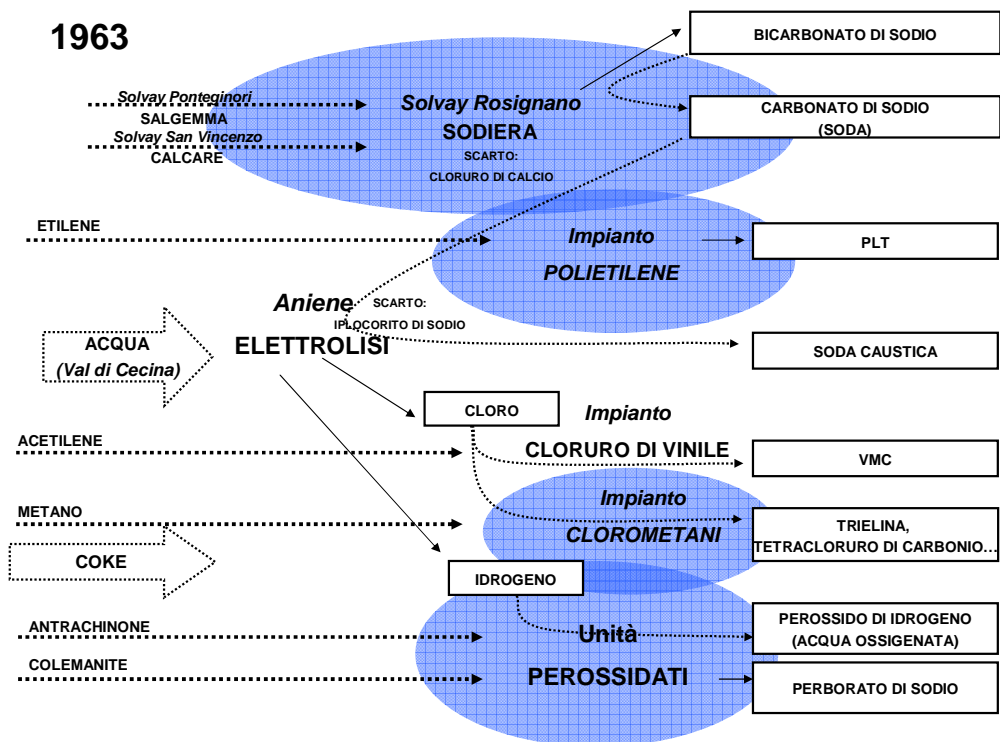 1963
BICARBONATO DI SODIO
Solvay Ponteginori
SALGEMMA
Solvay San Vincenzo
CALCARE
Solvay Rosignano
SODIERA
SCARTO:
CLORURO DI CALCIO
CARBONATO DI SODIO
(SODA)
ETILENE
Impianto
POLIETILENE
PLT
Aniene
SCARTO:
IPLOCORITO DI SODIO
ELETTROLISI
ACQUA
(Val di Cecina)
SODA CAUSTICA
CLORO
Impianto
CLORURO DI VINILE
ACETILENE
VMC
METANO
Impianto
CLOROMETANI
TRIELINA,
TETRACLORURO DI CARBONIO…
COKE
IDROGENO
ANTRACHINONE
Unità
PEROSSIDATI
PEROSSIDO DI IDROGENO
(ACQUA OSSIGENATA)
COLEMANITE
PERBORATO DI SODIO